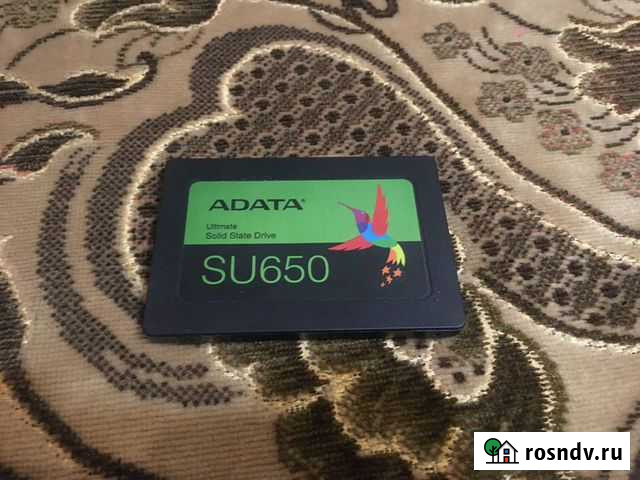 ADATA
Ultimate
Solid State Drive
SU650
rosndv.ru